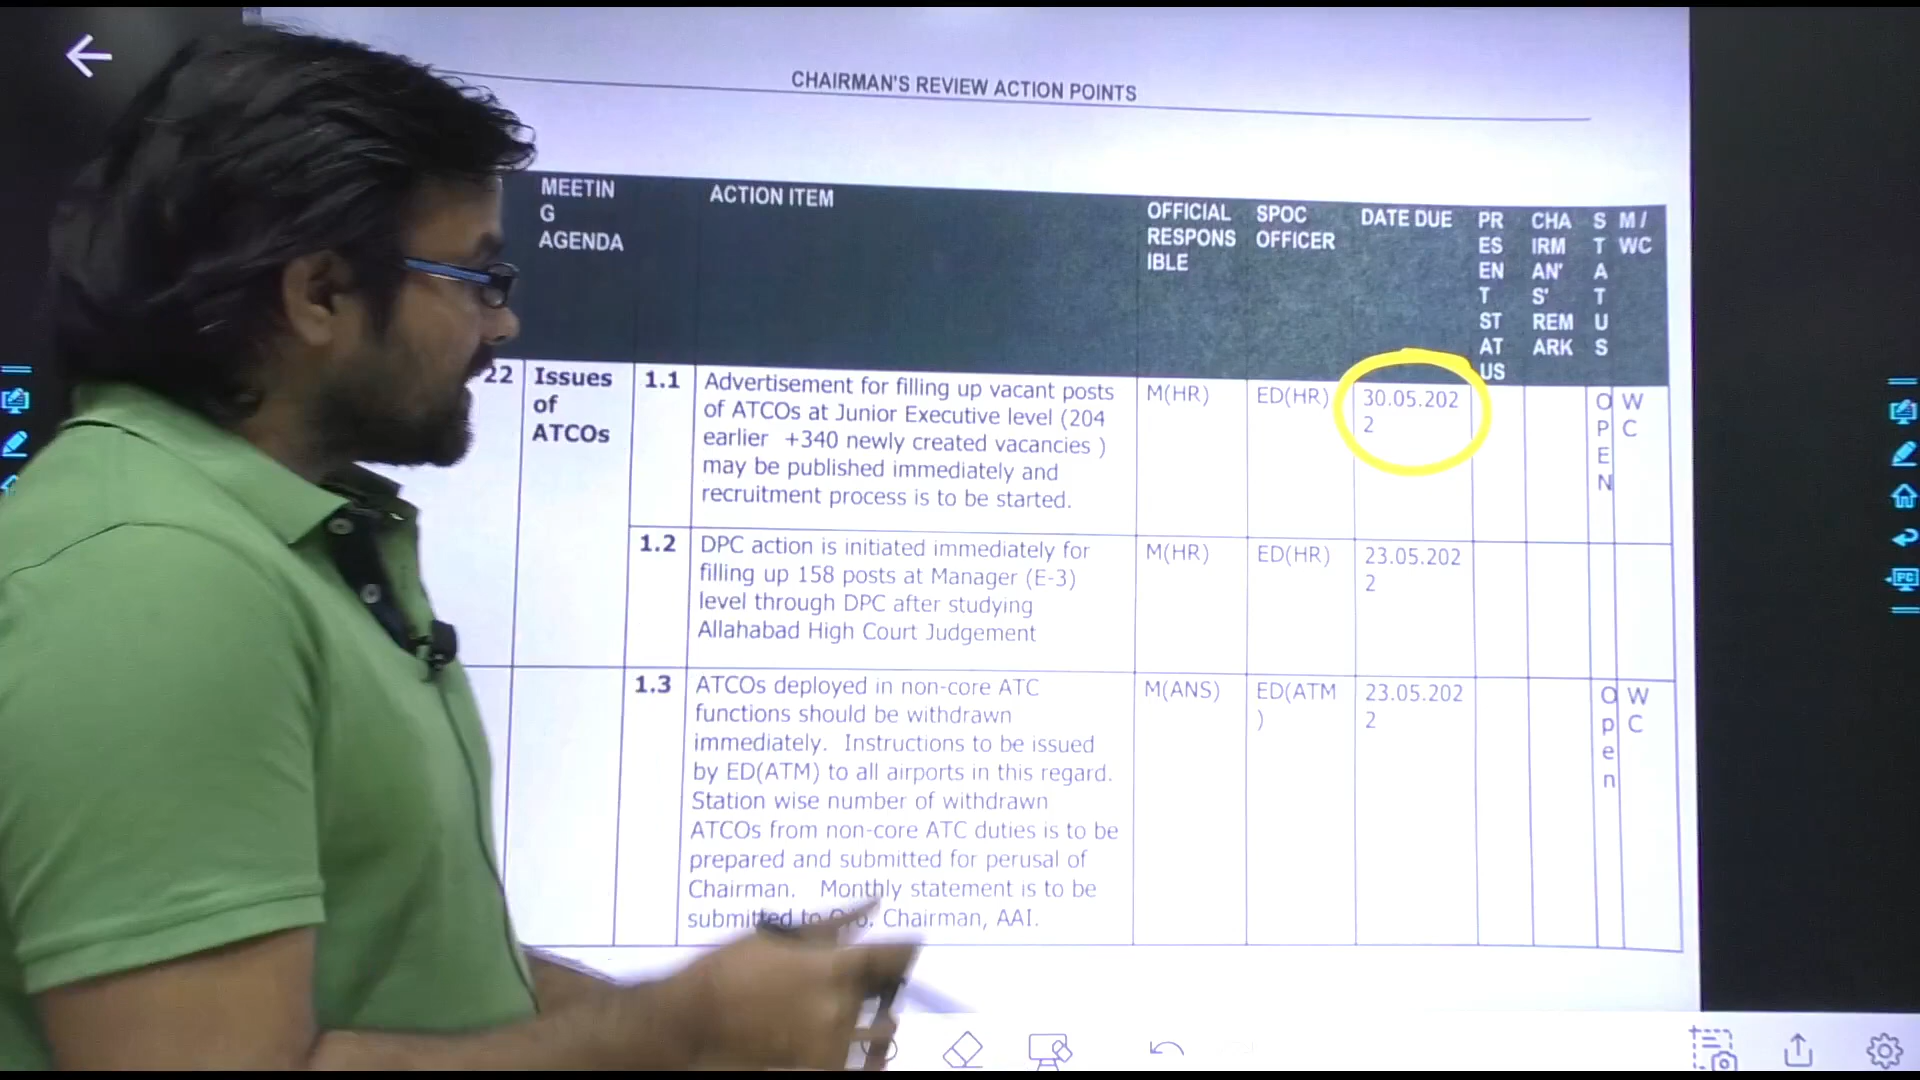 CHAIRMAN'S REVIEW ACTION POINTS
MEETIN
G
AGENDA
ACTION ITEM
OFFICIAL
RESPONS
IBLE
SPOC
OFFICER
DATE DUE
PR
ES
EN
T
ST
AT
US
CHA
IRM
AN'
S'
REM
ARK
S
T
A
T
U
S
M /
WC
22
Issues
of
ATCOs
1.1
Advertisement for filling up vacant posts
of ATCOs at Junior Executive level (204
earlier +340 newly created vacancies )
may be published immediately and
recruitment process is to be started.
M(HR)
ED(HR)
30.05.202
2
O
P
E
N
W
C
1.2
DPC action is initiated immediately for
filling up 158 posts at Manager (E-3)
level through DPC after studying
Allahabad High Court Judgement
M(HR)
ED(HR)
23.05.202
2
1.3
ATCOs deployed in non-core ATC
functions should be withdrawn
immediately. Instructions to be issued
by ED(ATM) to all airports in this regard.
Station wise number of withdrawn
ATCOs from non-core ATC duties is to be
prepared and submitted for perusal of
Chairman. Monthly statement is to be
submitted to Chairman, AAI.
M(ANS)
ED(ATM
)
23.05.202
2
O
p
e
n
W
C
PC